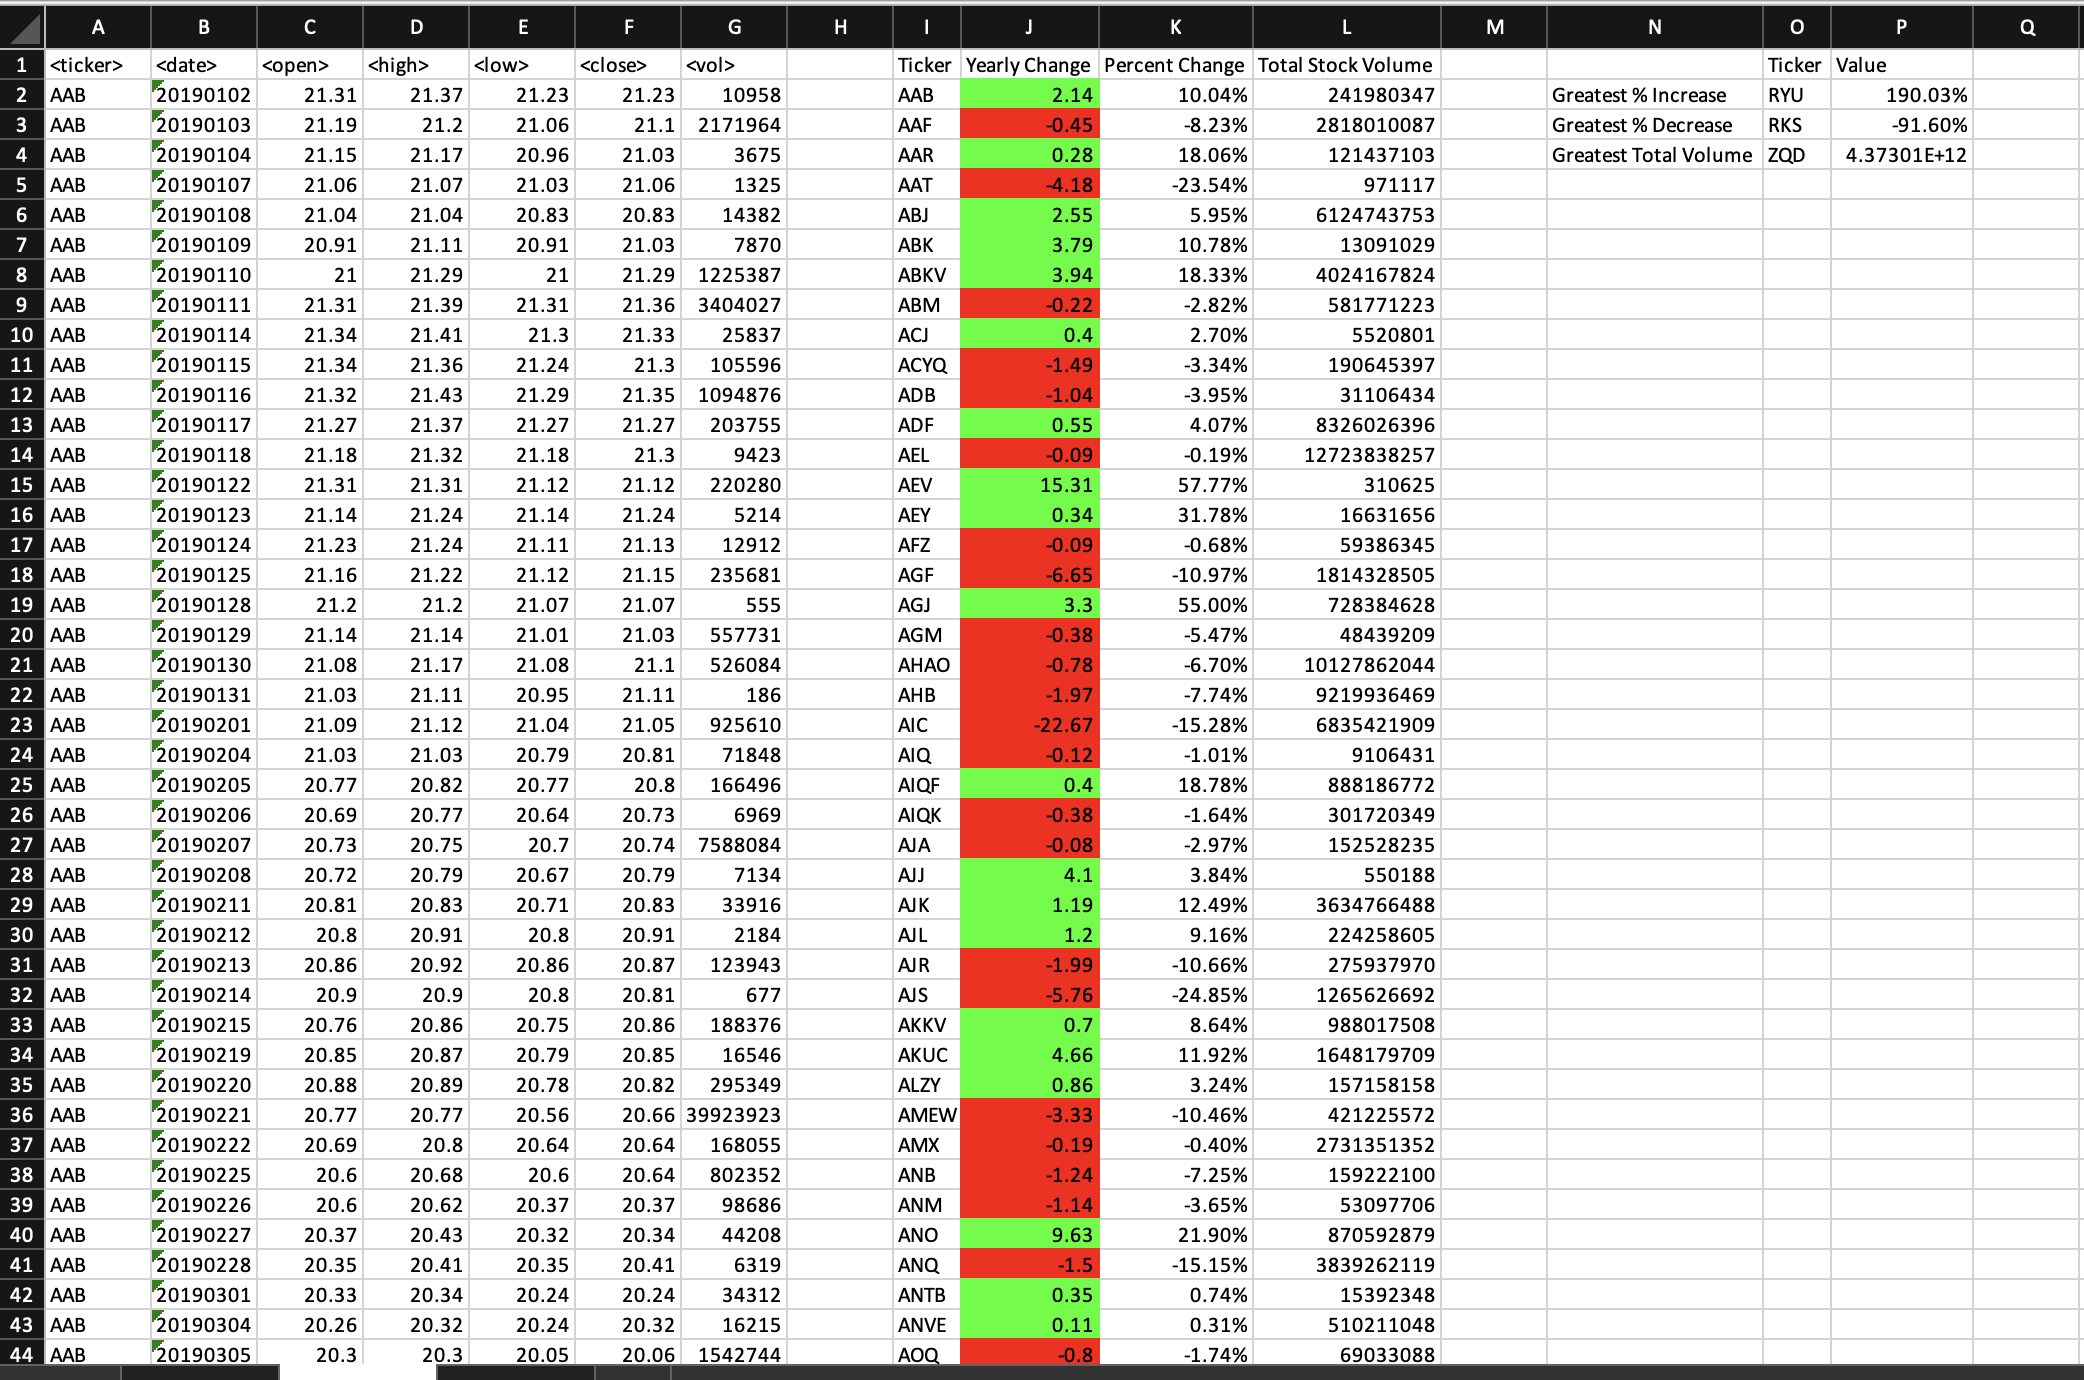 A B C D E F G H I J K L M N O P Q
1 <ticker> <date> <open> <high> <low> <close> <vol> Ticker Yearly Change Percent Change Total Stock Volume Ticker Value
2 AAB 20190102 21.31 21.37 21.23 21.23 10958 AAB 2.14 10.04% 241980347 Greatest % Increase RYU 190.03%
3 AAB 20190103 21.19 21.2 21.06 21.1 2171964 AAF -0.45 -8.23% 2818010087 Greatest % Decrease RKS -91.60%
4 AAB 20190104 21.15 21.17 20.96 21.03 3675 AAR 0.28 18.06% 121437103 Greatest Total Volume ZQD 4.37301E+12
5 AAB 20190107 21.06 21.07 21.03 21.06 1325 AAT -4.18 -23.54% 971117
6 AAB 20190108 21.04 21.04 20.83 20.83 14382 ABJ 2.55 5.95% 6124743753
7 AAB 20190109 20.91 21.11 20.91 21.03 7870 ABK 3.79 10.78% 13091029
8 AAB 20190110 21 21.29 21 21.29 1225387 ABKV 3.94 18.33% 4024167824
9 AAB 20190111 21.31 21.39 21.31 21.36 3404027 ABM -0.22 -2.82% 581771223
10 AAB 20190114 21.34 21.41 21.3 21.33 25837 ACJ 0.4 2.70% 5520801
11 AAB 20190115 21.34 21.36 21.24 21.3 105596 ACYQ -1.49 -3.34% 190645397
12 AAB 20190116 21.32 21.43 21.29 21.35 1094876 ADB -1.04 -3.95% 31106434
13 AAB 20190117 21.27 21.37 21.27 21.27 203755 ADF 0.55 4.07% 8326026396
14 AAB 20190118 21.18 21.32 21.18 21.3 9423 AEL -0.09 -0.19% 12723838257
15 AAB 20190122 21.31 21.31 21.12 21.12 220280 AEV 15.31 57.77% 310625
16 AAB 20190123 21.14 21.24 21.14 21.24 5214 AEY 0.34 31.78% 16631656
17 AAB 20190124 21.23 21.24 21.11 21.13 12912 AFZ -0.09 -0.68% 59386345
18 AAB 20190125 21.16 21.22 21.12 21.15 235681 AGF -6.65 -10.97% 1814328505
19 AAB 20190128 21.2 21.2 21.07 21.07 555 AGJ 3.3 55.00% 728384628
20 AAB 20190129 21.14 21.14 21.01 21.03 557731 AGM -0.38 -5.47% 48439209
21 AAB 20190130 21.08 21.17 21.08 21.1 526084 AHAO -0.78 -6.70% 10127862044
22 AAB 20190131 21.03 21.11 20.95 21.11 186 AHB -1.97 -7.74% 9219936469
23 AAB 20190201 21.09 21.12 21.04 21.05 925610 AIC -22.67 -15.28% 6835421909
24 AAB 20190204 21.03 21.03 20.79 20.81 71848 AIQ -0.12 -1.01% 9106431
25 AAB 20190205 20.77 20.82 20.77 20.8 166496 AIQF 0.4 18.78% 888186772
26 AAB 20190206 20.69 20.77 20.64 20.73 6969 AIQK -0.38 -1.64% 301720349
27 AAB 20190207 20.73 20.75 20.7 20.74 7588084 AJA -0.08 -2.97% 152528235
28 AAB 20190208 20.72 20.79 20.67 20.79 7134 AJJ 4.1 3.84% 550188
29 AAB 20190211 20.81 20.83 20.71 20.83 33916 AJK 1.19 12.49% 3634766488
30 AAB 20190212 20.8 20.91 20.8 20.91 2184 AJL 1.2 9.16% 224258605
31 AAB 20190213 20.86 20.92 20.86 20.87 123943 AJR -1.99 -10.66% 275937970
32 AAB 20190214 20.9 20.9 20.8 20.81 677 AJS -5.76 -24.85% 1265626692
33 AAB 20190215 20.76 20.86 20.75 20.86 188376 AKKV 0.7 8.64% 988017508
34 AAB 20190219 20.85 20.87 20.79 20.85 16546 AKUC 4.66 11.92% 1648179709
35 AAB 20190220 20.88 20.89 20.78 20.82 295349 ALZY 0.86 3.24% 157158158
36 AAB 20190221 20.77 20.77 20.56 20.66 39923923 AMEW -3.33 -10.46% 421225572
37 AAB 20190222 20.69 20.8 20.64 20.64 168055 AMX -0.19 -0.40% 2731351352
38 AAB 20190225 20.6 20.68 20.6 20.64 802352 ANB -1.24 -7.25% 159222100
39 AAB 20190226 20.6 20.62 20.37 20.37 98686 ANM -1.14 -3.65% 53097706
40 AAB 20190227 20.37 20.43 20.32 20.34 44208 ANO 9.63 21.90% 870592879
41 AAB 20190228 20.35 20.41 20.35 20.41 6319 ANQ -1.5 -15.15% 3839262119
42 AAB 20190301 20.33 20.34 20.24 20.24 34312 ANTB 0.35 0.74% 15392348
43 AAB 20190304 20.26 20.32 20.24 20.32 16215 ANVE 0.11 0.31% 510211048
44 AAB 20190305 20.3 20.3 20.05 20.06 1542744 AOQ -0.8 -1.74% 69033088